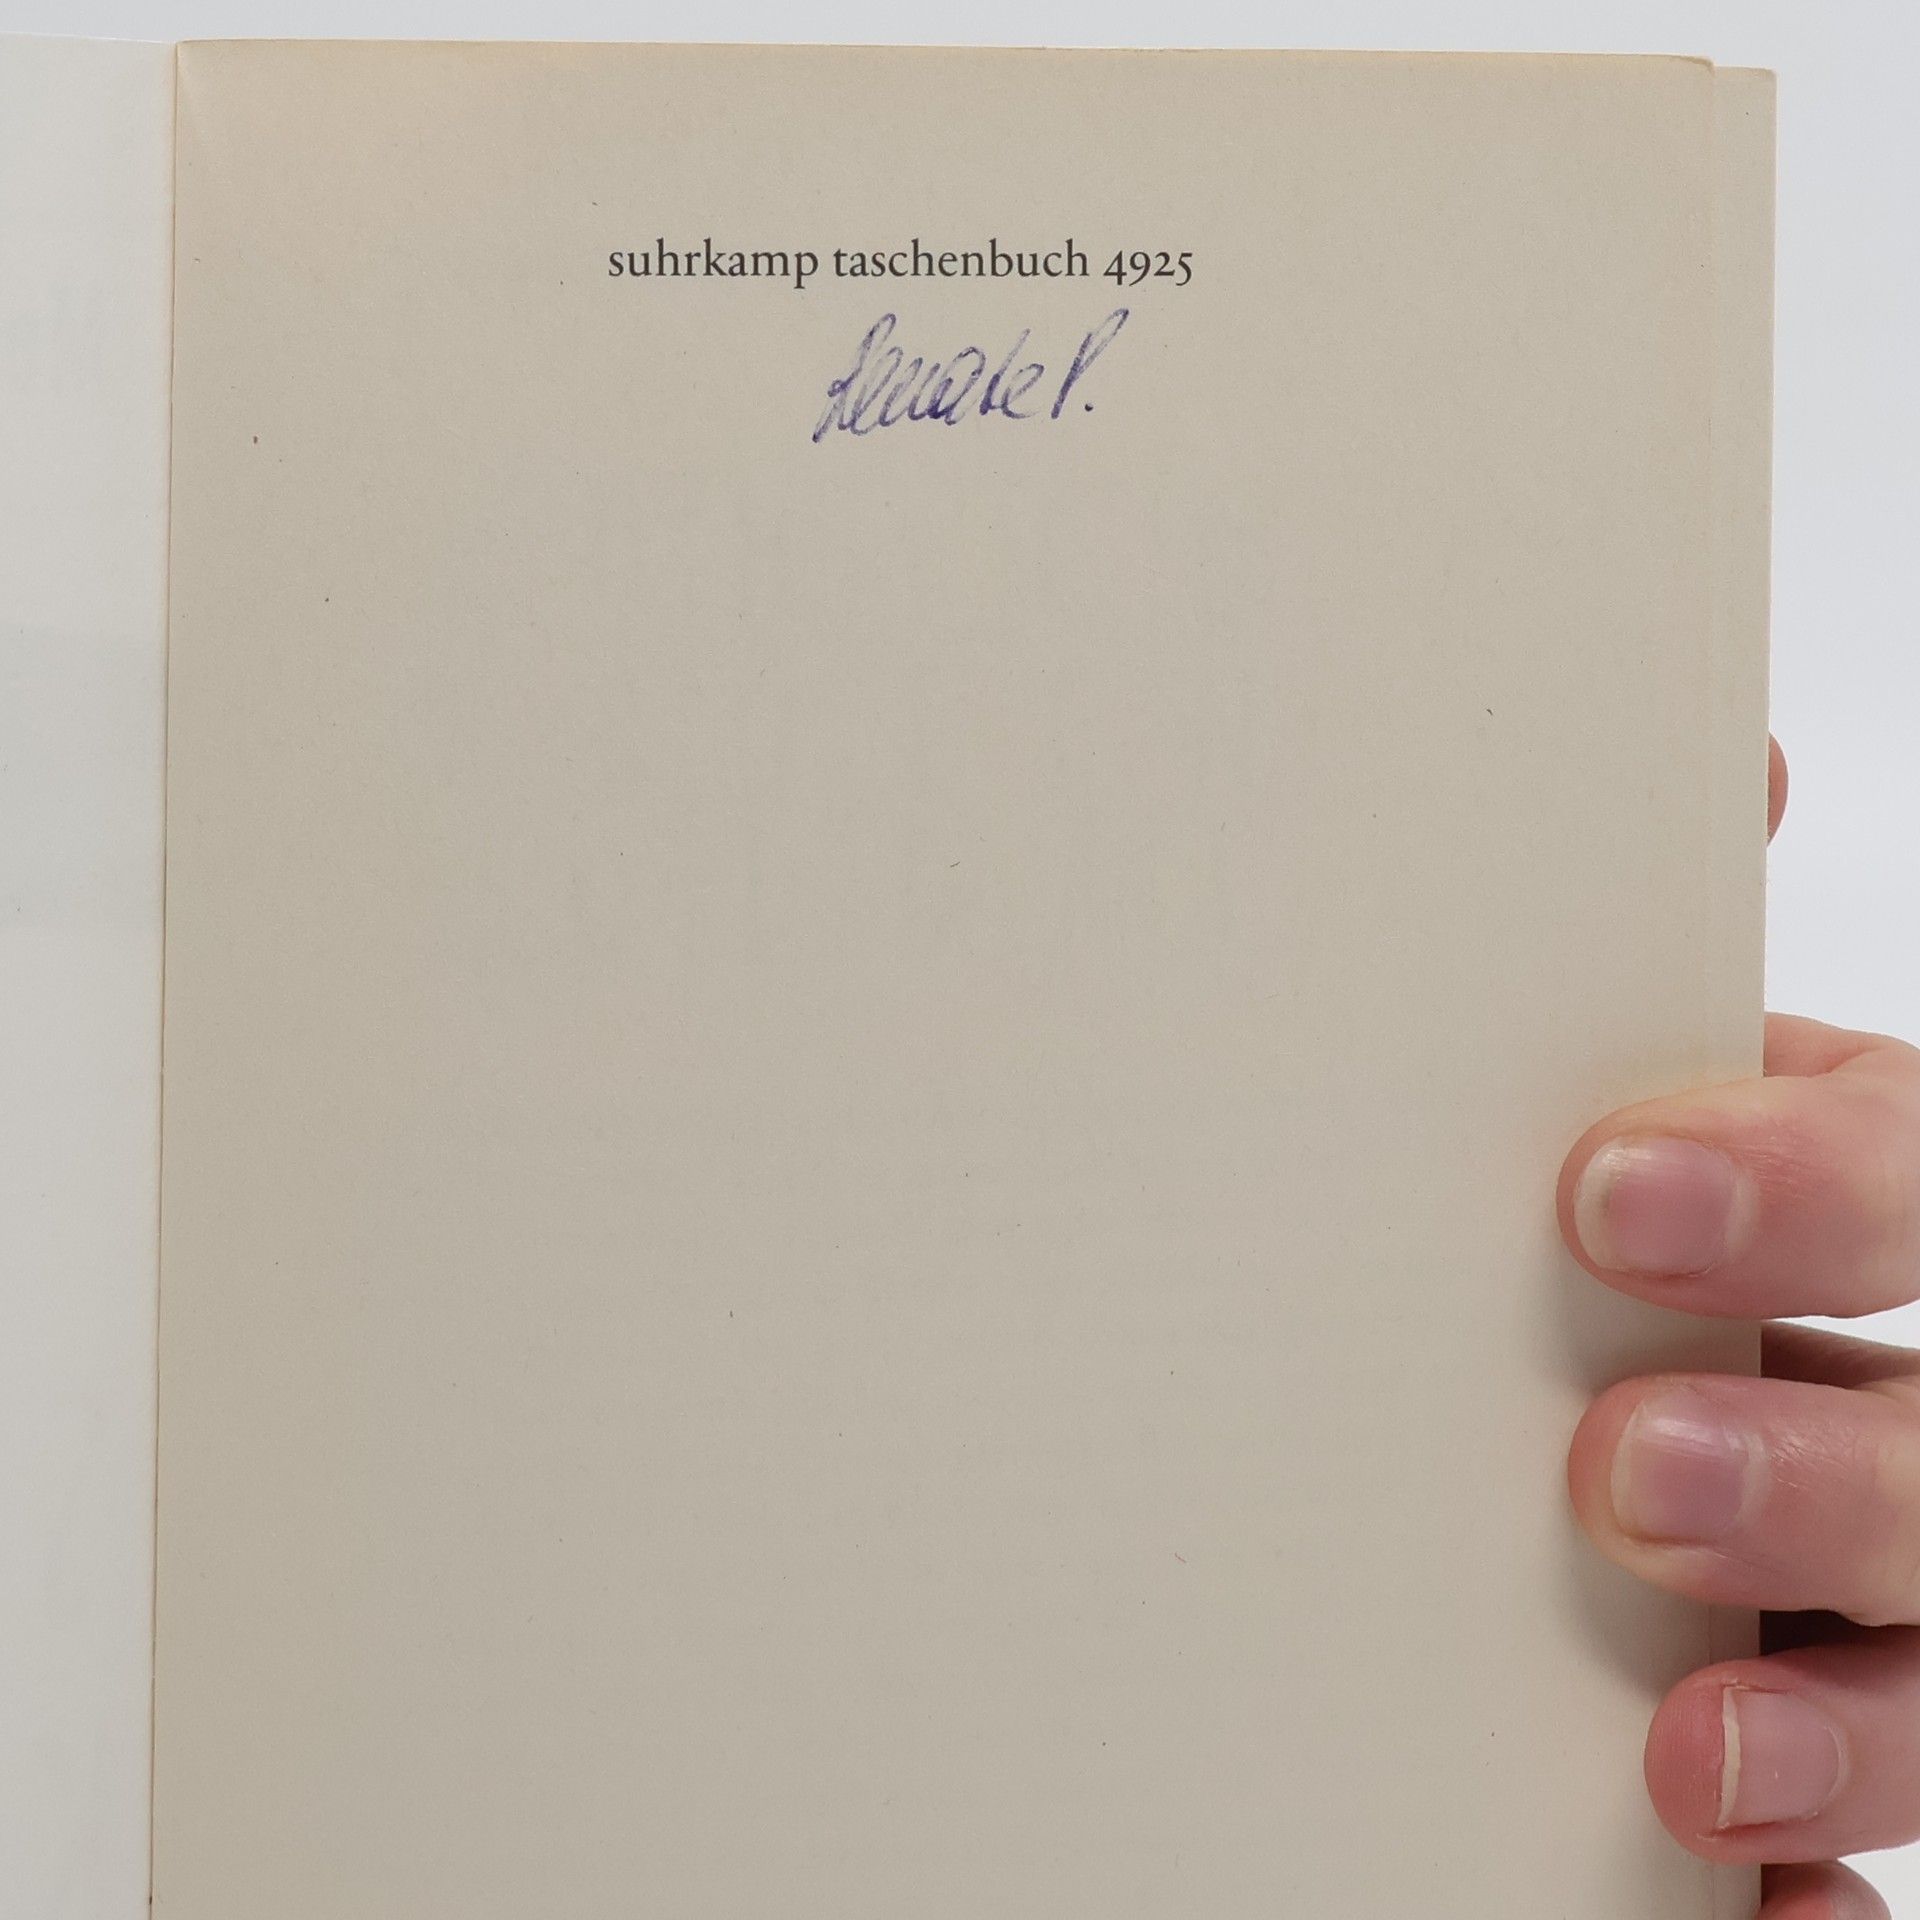 suhrkamp taschenbuch 4925
Renate P.